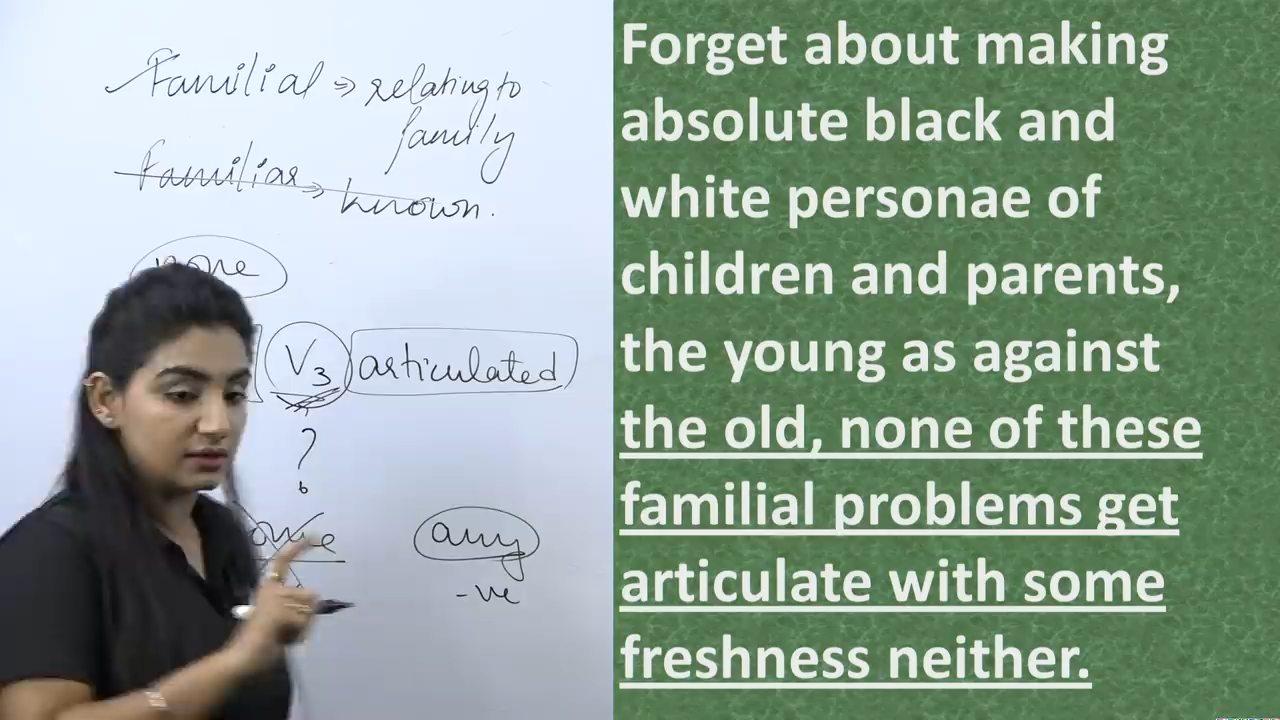 Familial => relating to
family
Familiar => known.
none
V3 articulated
?
any
-ve
Forget about making
absolute black and
white personae of
children and parents,
the young as against
the old, none of these
familial problems get
articulate with some
freshness neither.